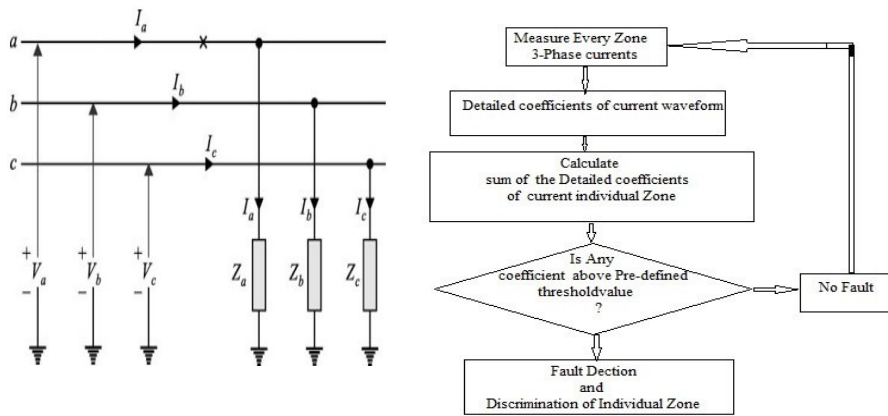 a
I_a
b
I_b
c
I_c
I_a
I_b
I_c
+
V_a
−
+
V_b
−
+
V_c
−
Z_a
Z_b
Z_c
Measure Every Zone
3-Phase currents
Detailed coefficients of current waveform
Calculate
sum of the Detailed coefficients
of current individual Zone
Is Any
coefficient above Pre-defined
thresholdvalue
?
No Fault
Fault Dection
and
Discrimination of Individual Zone